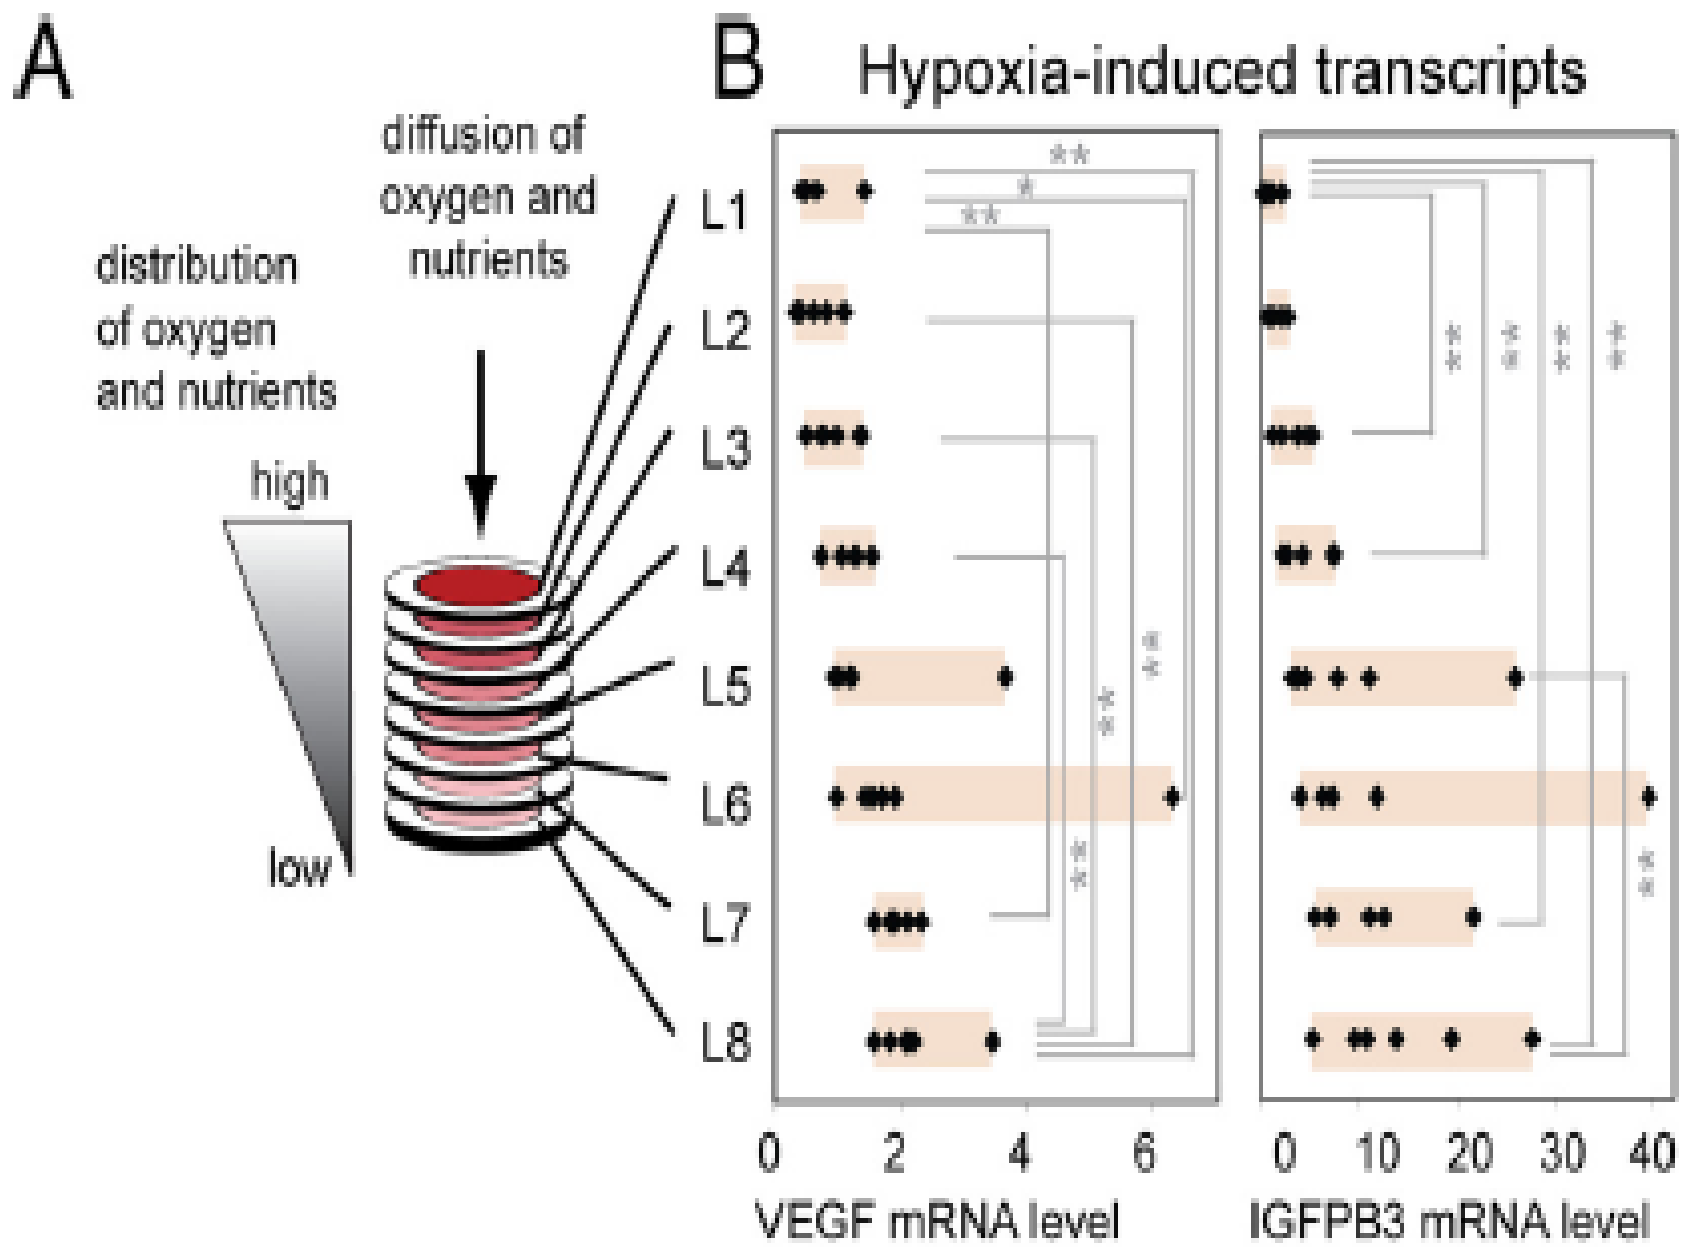 A
B
Hypoxia-induced transcripts
diffusion of
oxygen and
nutrients
distribution
of oxygen
and nutrients
high
low
L1
L2
L3
L4
L5
L6
L7
L8
**
*
**
**
**
**
**
**
**
**
**
0 2 4 6
0 10 20 30 40
VEGF mRNA level
IGFPB3 mRNA level